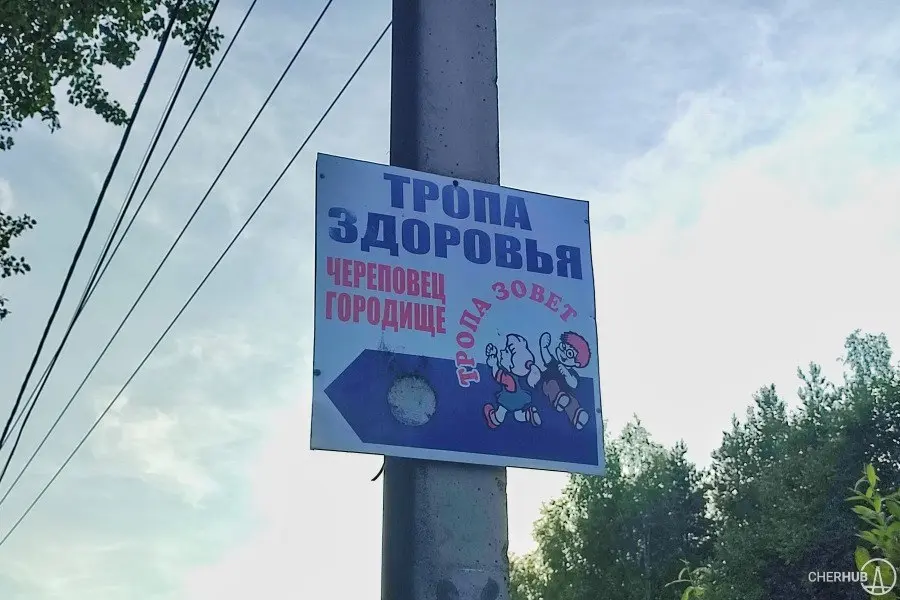 ТРОПА
ЗДОРОВЬЯ
ЧЕРЕПОВЕЦ
ГОРОДИЩЕ
ТРОПА ЗОВЕТ
CHERHUB